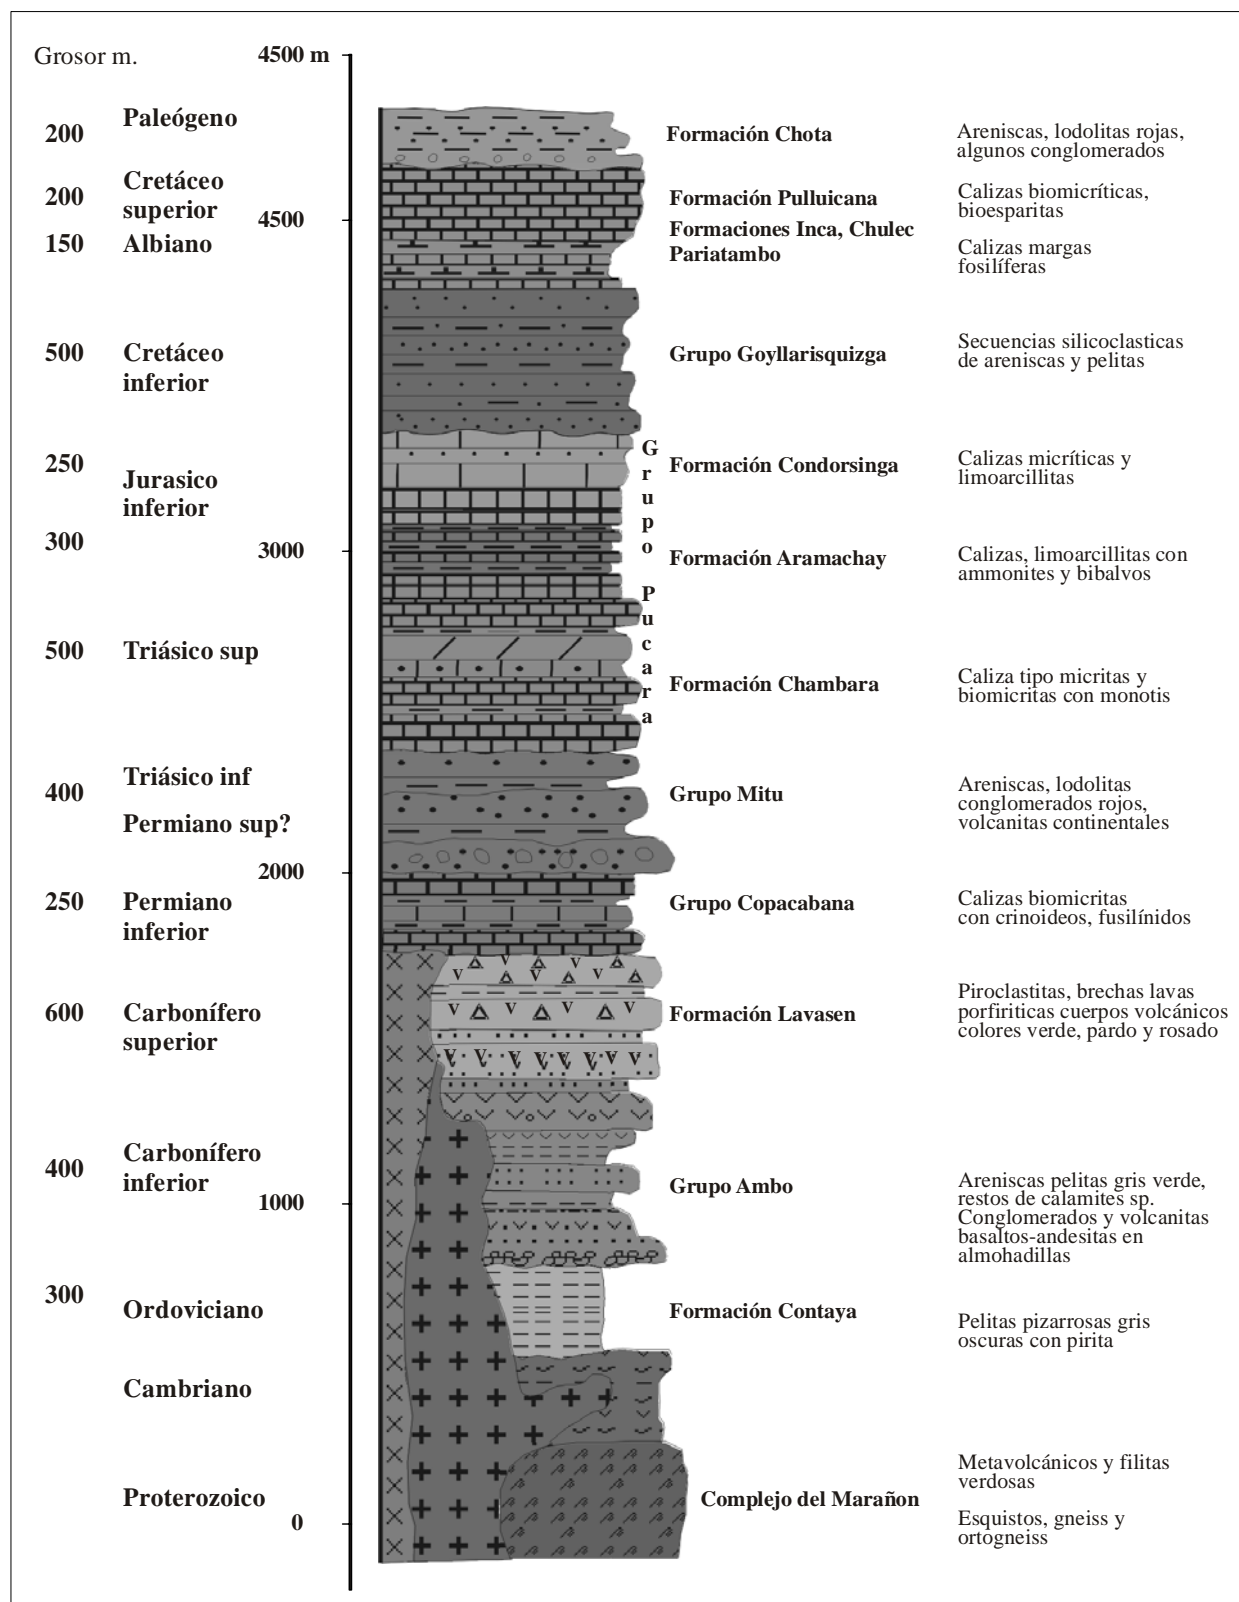 Grosor m.
4500 m
Paleógeno
200
Formación Chota
Areniscas, lodolitas rojas,
algunos conglomerados
Cretáceo
superior
200
4500
Formación Pulluicana
Calizas biomicríticas,
bioesparitas
150
Albiano
Formaciones Inca, Chulec
Pariatambo
Calizas margas
fosilíferas
500
Cretáceo
inferior
Grupo Goyllarisquizga
Secuencias silicoclasticas
de areniscas y pelitas
Grupo Pucara
250
Jurasico
inferior
Formación Condorsinga
Calizas micríticas y
limoarcillitas
300
3000
Formación Aramachay
Calizas, limoarcillitas con
ammonites y bibalvos
500
Triásico sup
Formación Chambara
Caliza tipo micritas y
biomicritas con monotis
Triásico inf
400
Permiano sup?
Grupo Mitu
Areniscas, lodolitas
conglomerados rojos,
volcanitas continentales
2000
250
Permiano
inferior
Grupo Copacabana
Calizas biomicritas
con crinoideos, fusilínidos
600
Carbonífero
superior
Formación Lavasen
Piroclastitas, brechas lavas
porfiriticas cuerpos volcánicos
colores verde, pardo y rosado
400
Carbonífero
inferior
1000
Grupo Ambo
Areniscas pelitas gris verde,
restos de calamites sp.
Conglomerados y volcanitas
basaltos-andesitas en
almohadillas
300
Ordoviciano
Formación Contaya
Pelitas pizarrosas gris
oscuras con pirita
Cambriano
Proterozoico
0
Complejo del Marañon
Metavolcánicos y filitas
verdosas
Esquistos, gneiss y
ortogneiss